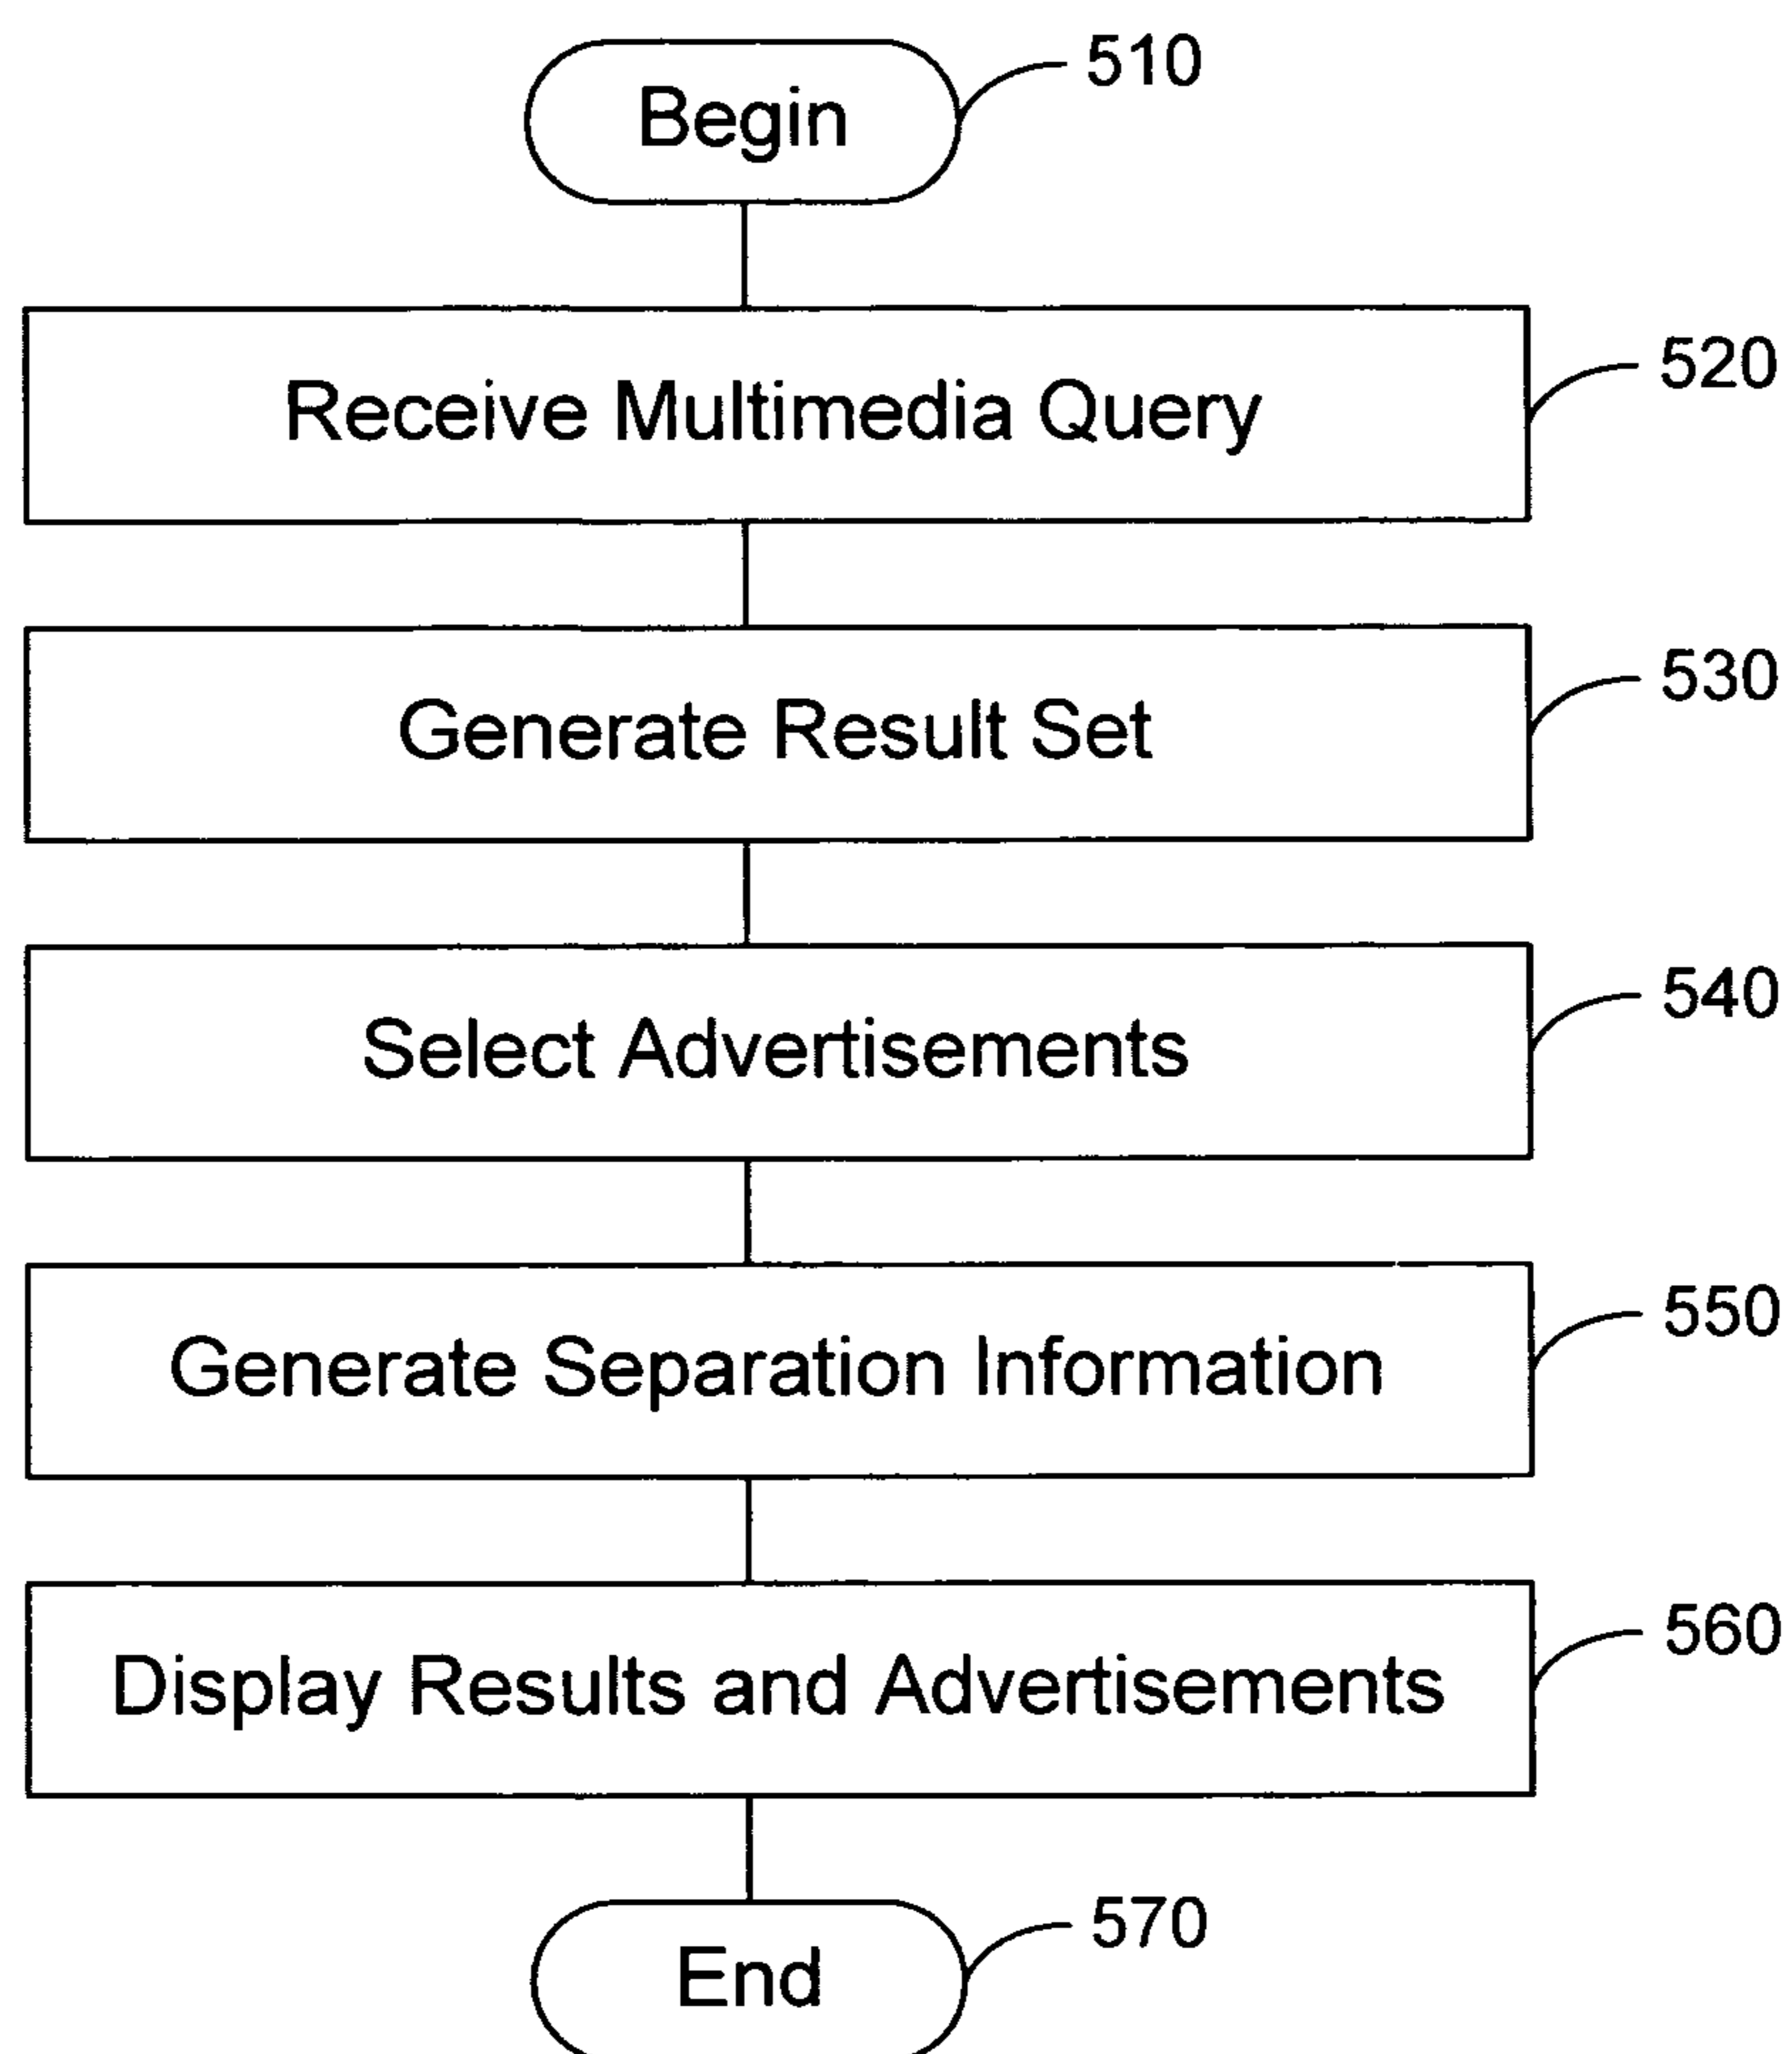 Begin
510
Receive Multimedia Query
520
Generate Result Set
530
Select Advertisements
540
Generate Separation Information
550
Display Results and Advertisements
560
End
570